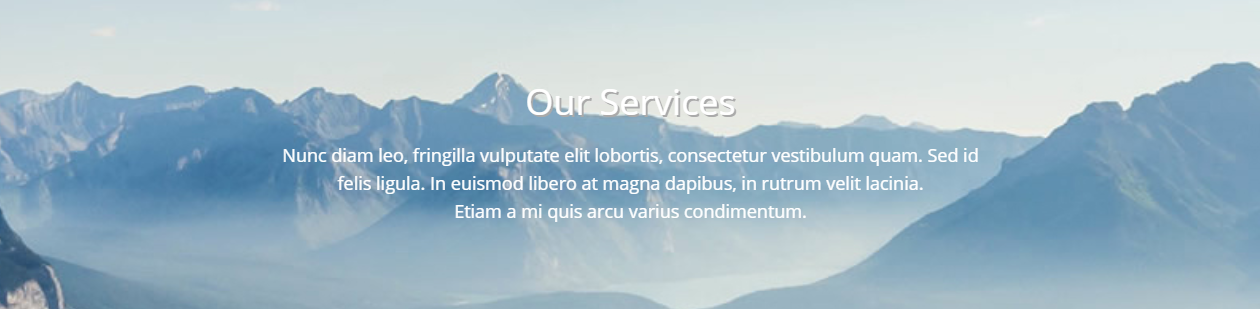 Our Services
Nunc diam leo, fringilla vulputate elit lobortis, consectetur vestibulum quam. Sed id
felis ligula. In euismod libero at magna dapibus, in rutrum velit lacinia.
Etiam a mi quis arcu varius condimentum.